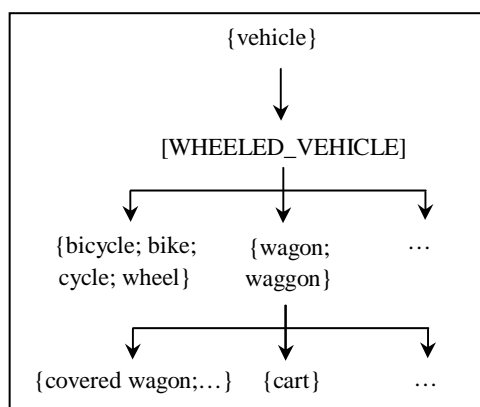 {vehicle}
[WHEELED_VEHICLE]
{bicycle; bike;
cycle; wheel}
{wagon;
waggon}
…
{covered wagon;…}
{cart}
…